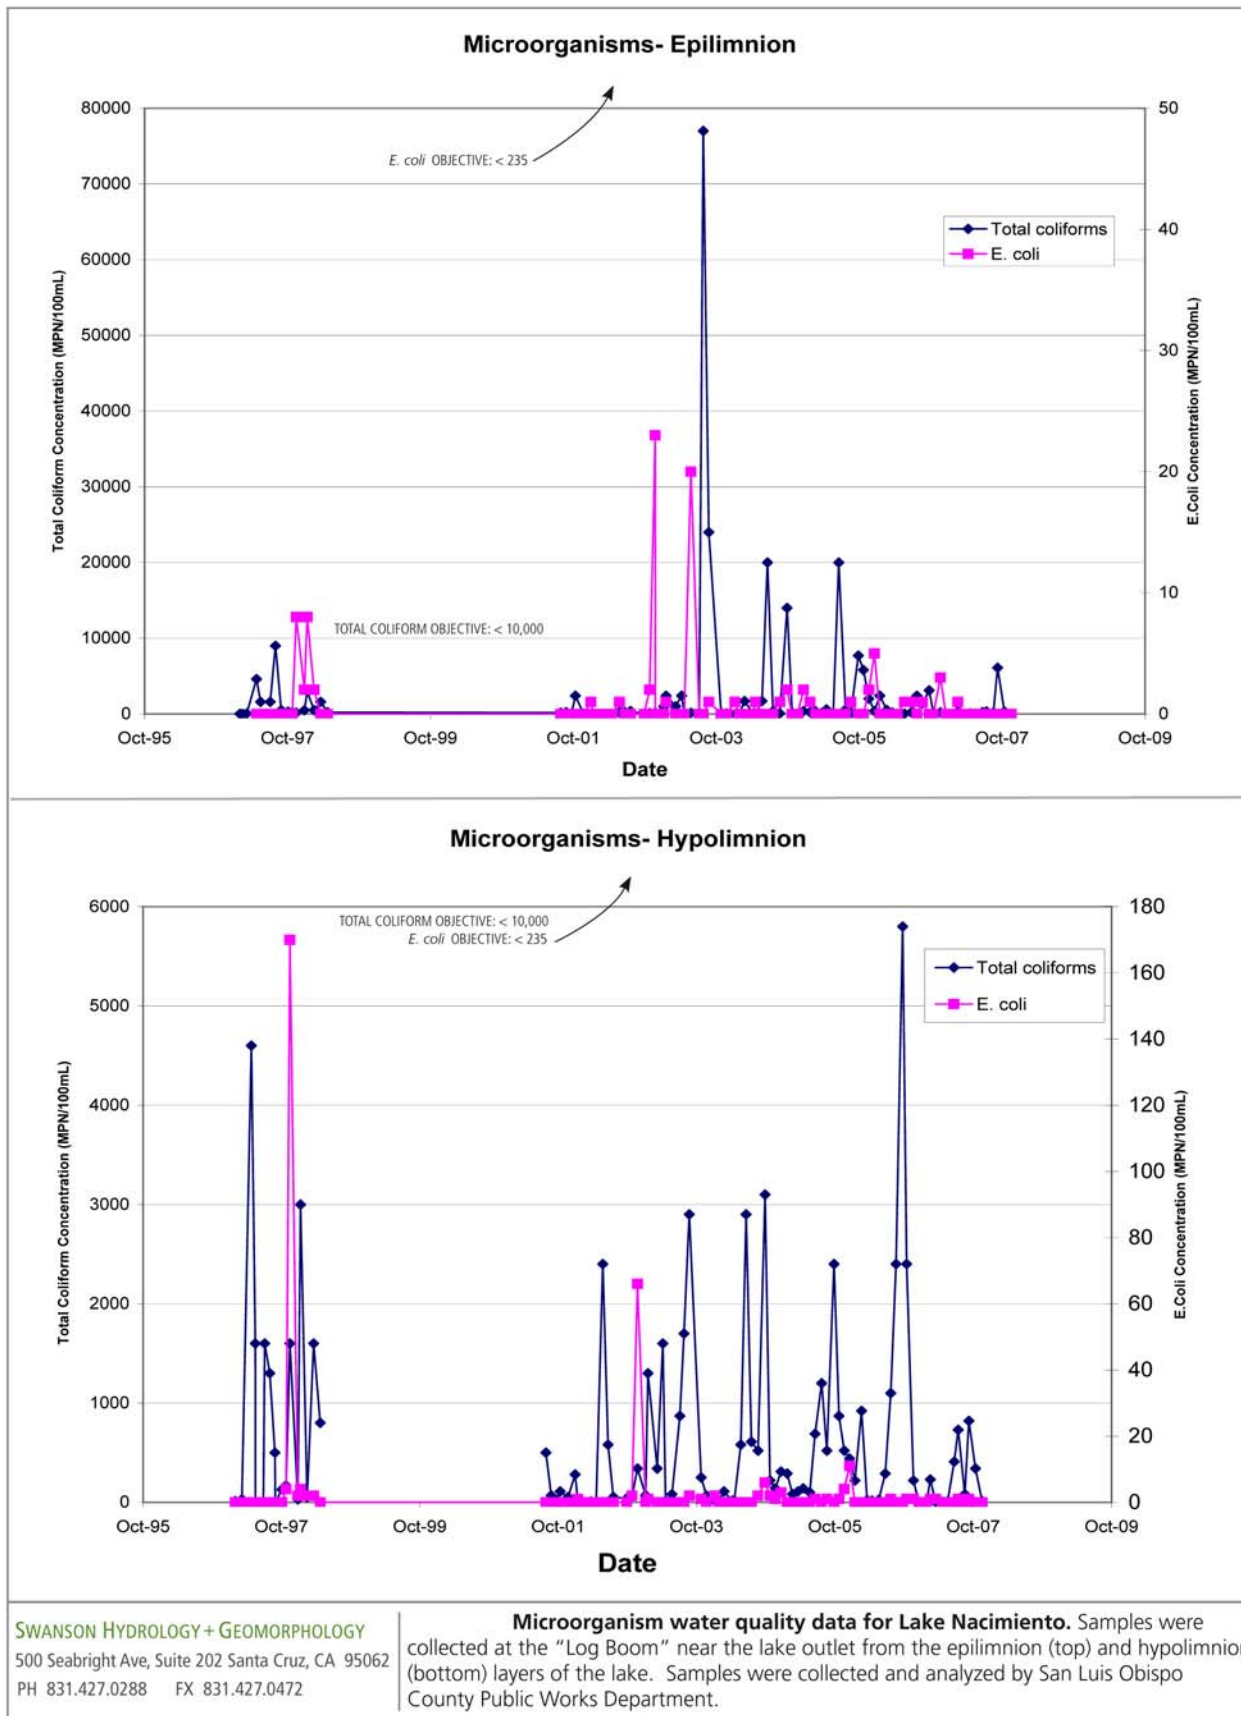 Microorganisms- Epilimnion
E. coli OBJECTIVE: < 235
80000
70000
60000
50000
40000
30000
20000
10000
0
Total Coliform Concentration (MPN/100mL)
50
40
30
20
10
0
E.Coli Concentration (MPN/100mL)
Total coliforms
E. coli
TOTAL COLIFORM OBJECTIVE: < 10,000
Oct-95 Oct-97 Oct-99 Oct-01 Oct-03 Oct-05 Oct-07 Oct-09
Date
Microorganisms- Hypolimnion
TOTAL COLIFORM OBJECTIVE: < 10,000
E. coli OBJECTIVE: < 235
6000
5000
4000
3000
2000
1000
0
Total Coliform Concentration (MPN/100mL)
180
160
140
120
100
80
60
40
20
0
E.Coli Concentration (MPN/100mL)
Total coliforms
E. coli
Oct-95 Oct-97 Oct-99 Oct-01 Oct-03 Oct-05 Oct-07 Oct-09
Date
SWANSON HYDROLOGY + GEOMORPHOLOGY
500 Seabright Ave, Suite 202 Santa Cruz, CA 95062
PH 831.427.0288 FX 831.427.0472
Microorganism water quality data for Lake Nacimiento. Samples were
collected at the “Log Boom” near the lake outlet from the epilimnion (top) and hypolimnion
(bottom) layers of the lake. Samples were collected and analyzed by San Luis Obispo
County Public Works Department.